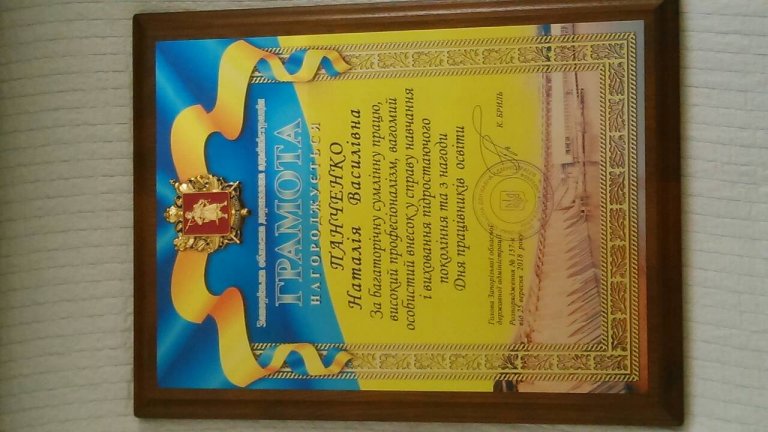 Запорізька обласна державна адміністрація
ГРАМОТА
НАГОРОДЖУЄТЬСЯ
ПАНЧЕНКО
Наталія Василівна
За багаторічну сумлінну працю,
високий професіоналізм, вагомий
особистий внесок у справу навчання
і виховання підростаючого
покоління та з нагоди
Дня працівників освіти
Голова Запорізької обласної
державної адміністрації
К. БРИЛЬ
Розпорядження № 137-к
від 25 вересня 2018 року